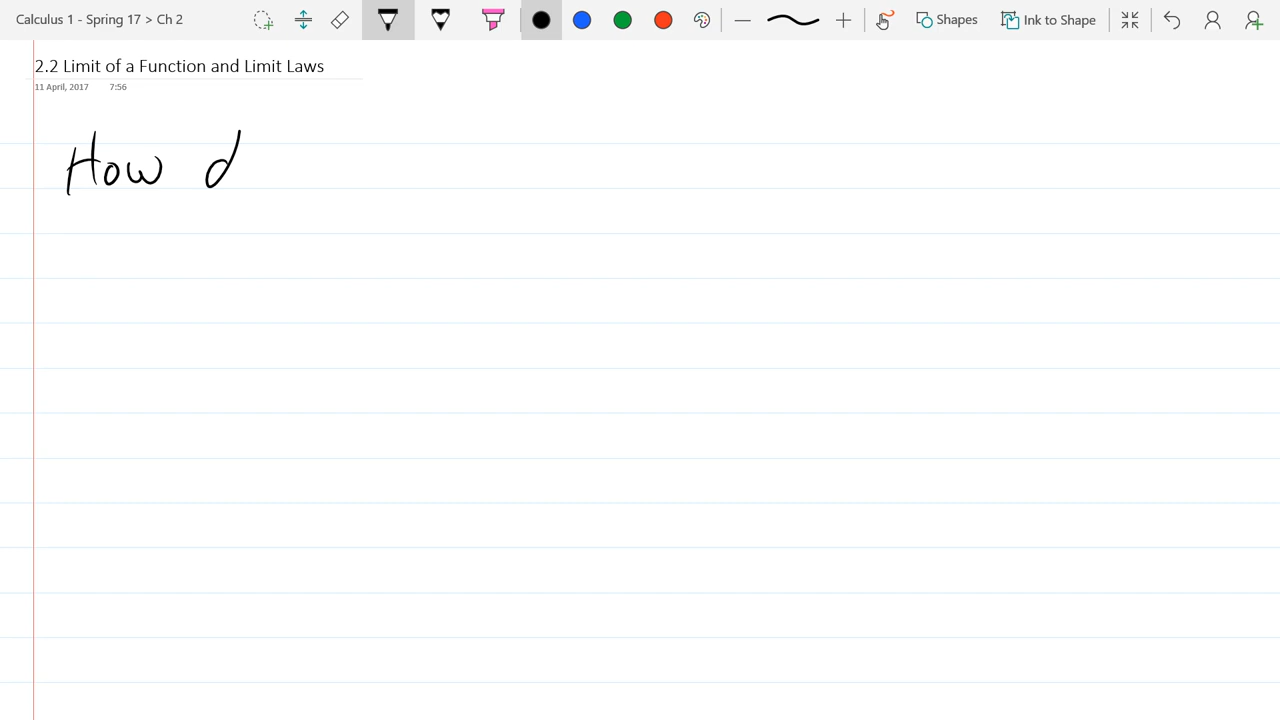 Calculus 1 - Spring 17 > Ch 2
Shapes
Ink to Shape
2.2 Limit of a Function and Limit Laws
11 April, 2017 7:56
How d